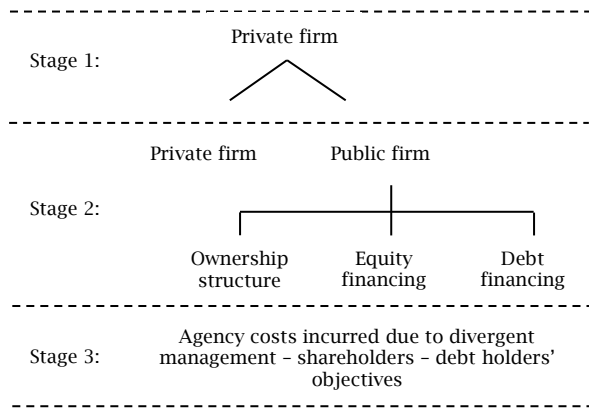 Private firm
Stage 1:
Private firm
Public firm
Stage 2:
Ownership
structure
Equity
financing
Debt
financing
Agency costs incurred due to divergent
Stage 3:
management – shareholders – debt holders’
objectives